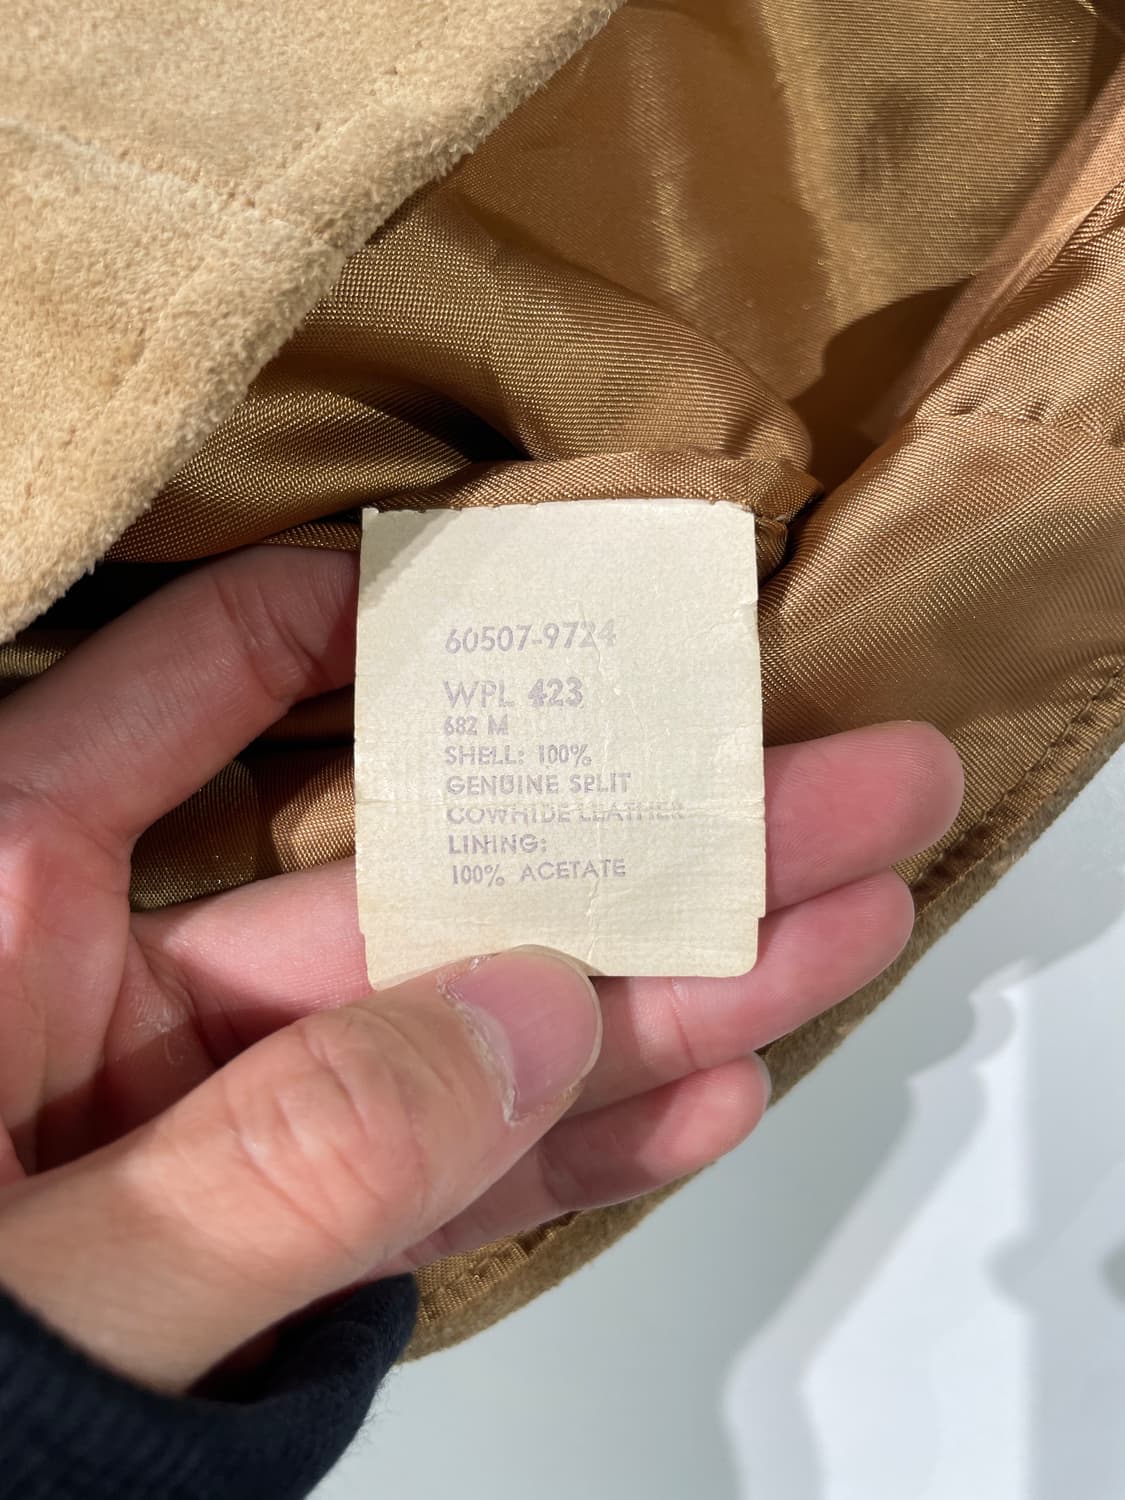 60507-9724
WPL 423
682 M
SHELL: 100%
GENUINE SPLIT
COWHIDE LEATHER
LINING:
100% ACETATE